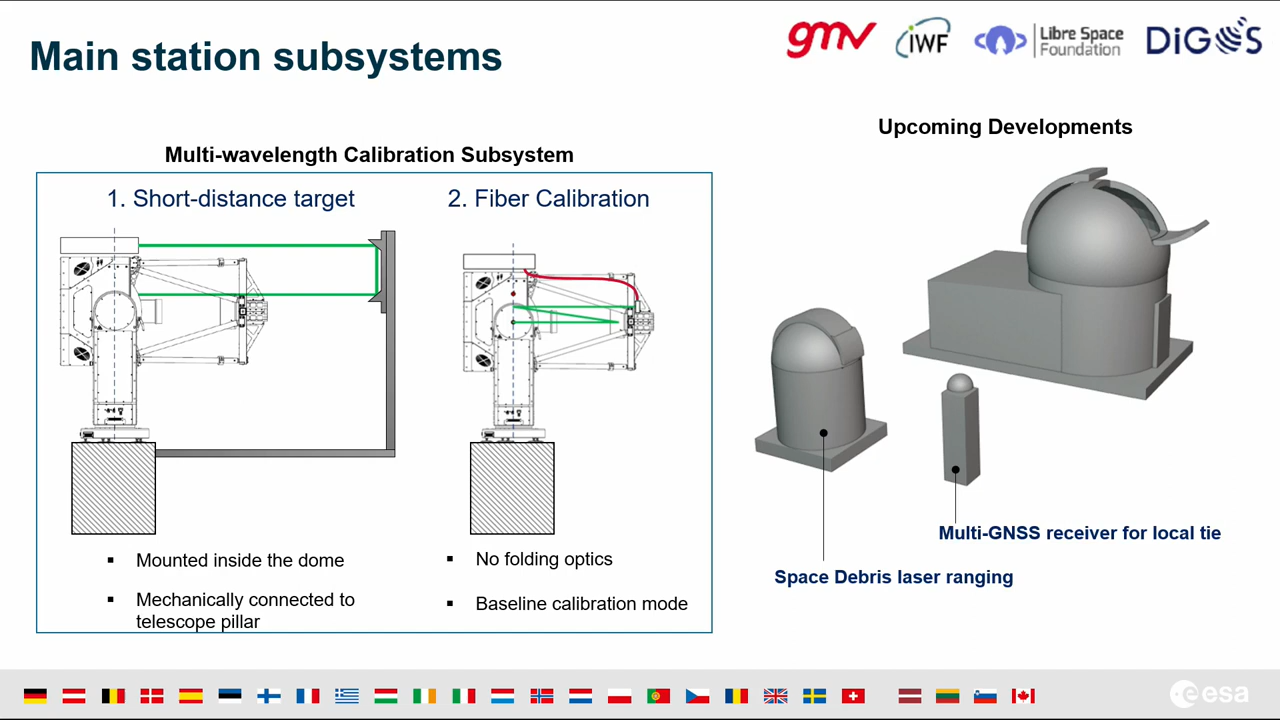 Main station subsystems
gmv
IWF
Libre Space
Foundation
DiGOS
Multi-wavelength Calibration Subsystem
1. Short-distance target
2. Fiber Calibration
▪ Mounted inside the dome
▪ Mechanically connected to
telescope pillar
▪ No folding optics
▪ Baseline calibration mode
Upcoming Developments
Multi-GNSS receiver for local tie
Space Debris laser ranging
esa